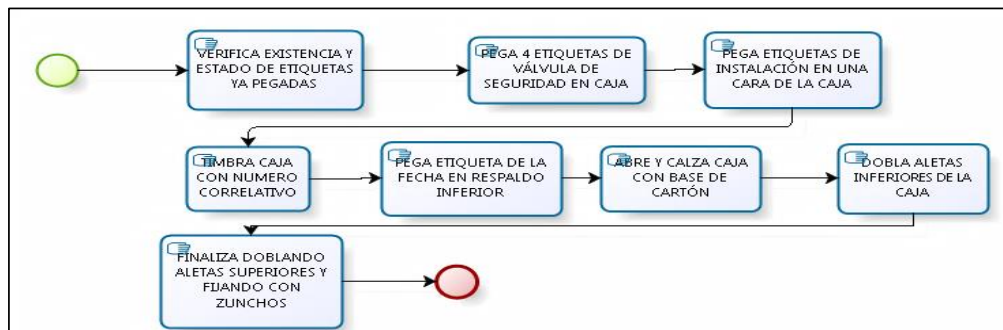 VERIFICA EXISTENCIA Y
ESTADO DE ETIQUETAS
YA PEGADAS
PEGA 4 ETIQUETAS DE
VÁLVULA DE
SEGURIDAD EN CAJA
PEGA ETIQUETAS DE
INSTALACIÓN EN UNA
CARA DE LA CAJA
TIMBRA CAJA
CON NUMERO
CORRELATIVO
PEGA ETIQUETA DE LA
FECHA EN RESPALDO
INFERIOR
ABRE Y CALZA CAJA
CON BASE DE
CARTÓN
DOBLA ALETAS
INFERIORES DE LA
CAJA
FINALIZA DOBLANDO
ALETAS SUPERIORES Y
FIJANDO CON
ZUNCHOS